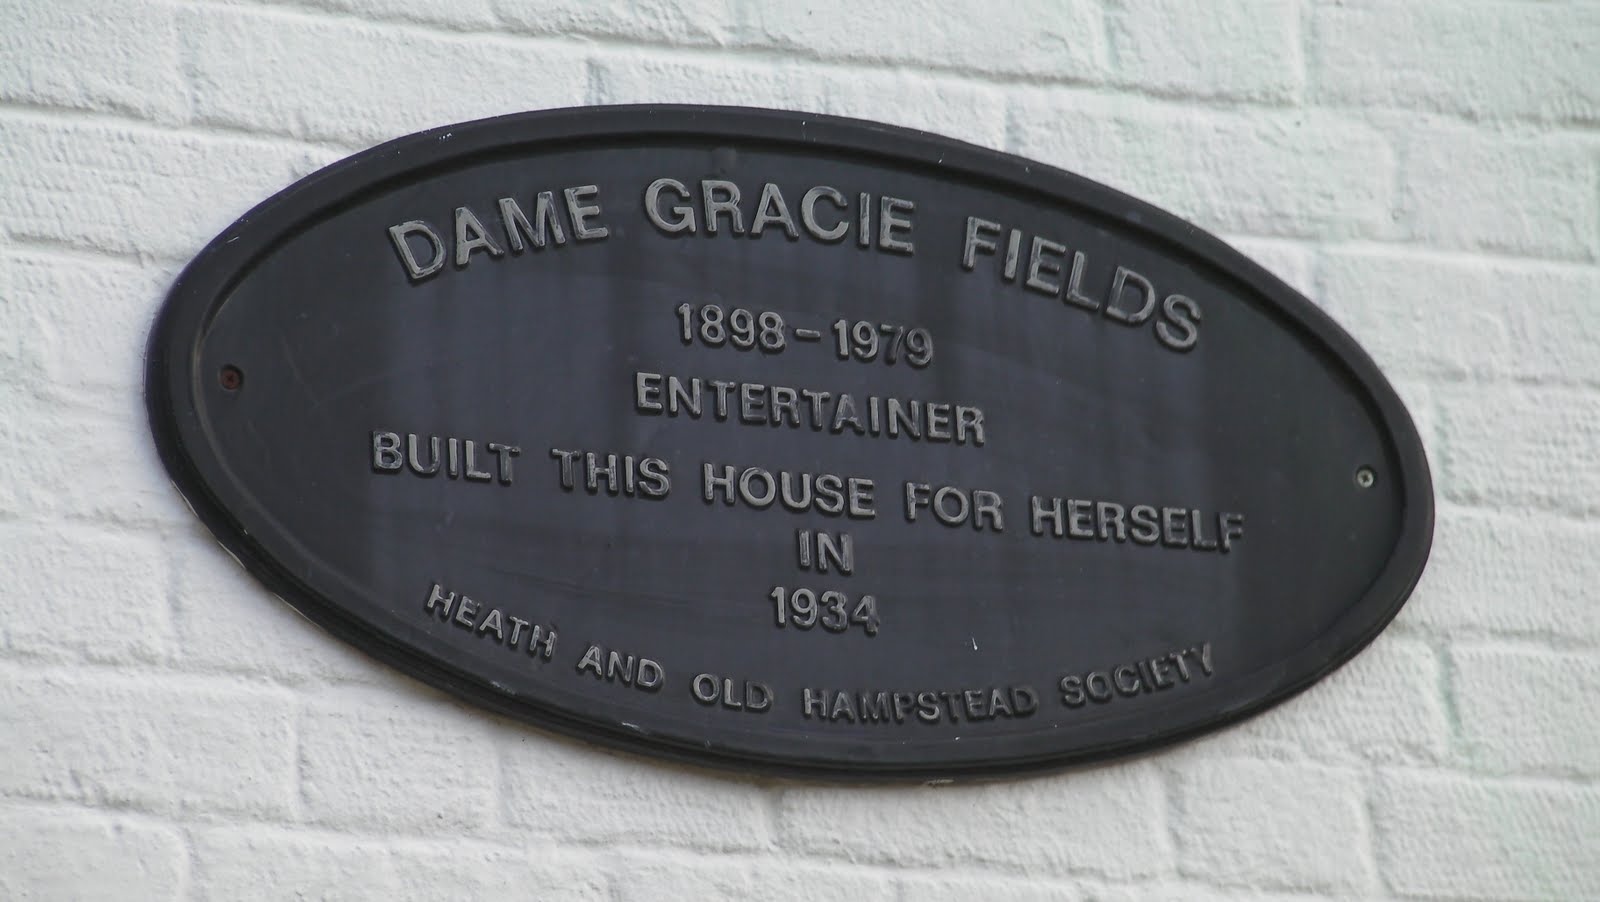 DAME GRACIE FIELDS
1898-1979
ENTERTAINER
BUILT THIS HOUSE FOR HERSELF
IN
1934
HEATH AND OLD HAMPSTEAD SOCIETY